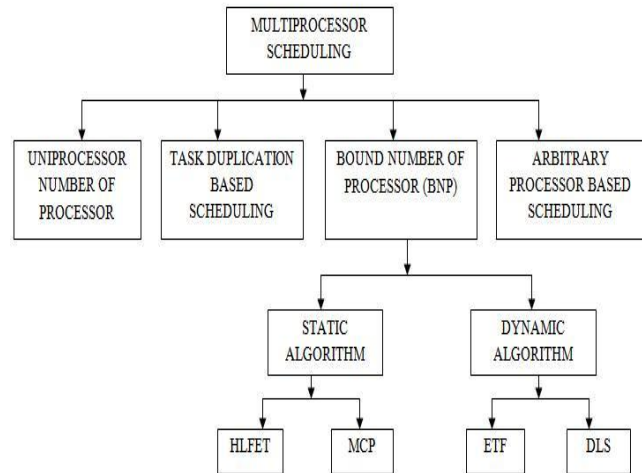 MULTIPROCESSOR
SCHEDULING
UNIPROCESSOR
NUMBER OF
PROCESSOR
TASK DUPLICATION
BASED
SCHEDULING
BOUND NUMBER OF
PROCESSOR (BNP)
ARBITRARY
PROCESSOR BASED
SCHEDULING
STATIC
ALGORITHM
DYNAMIC
ALGORITHM
HLFET
MCP
ETF
DLS